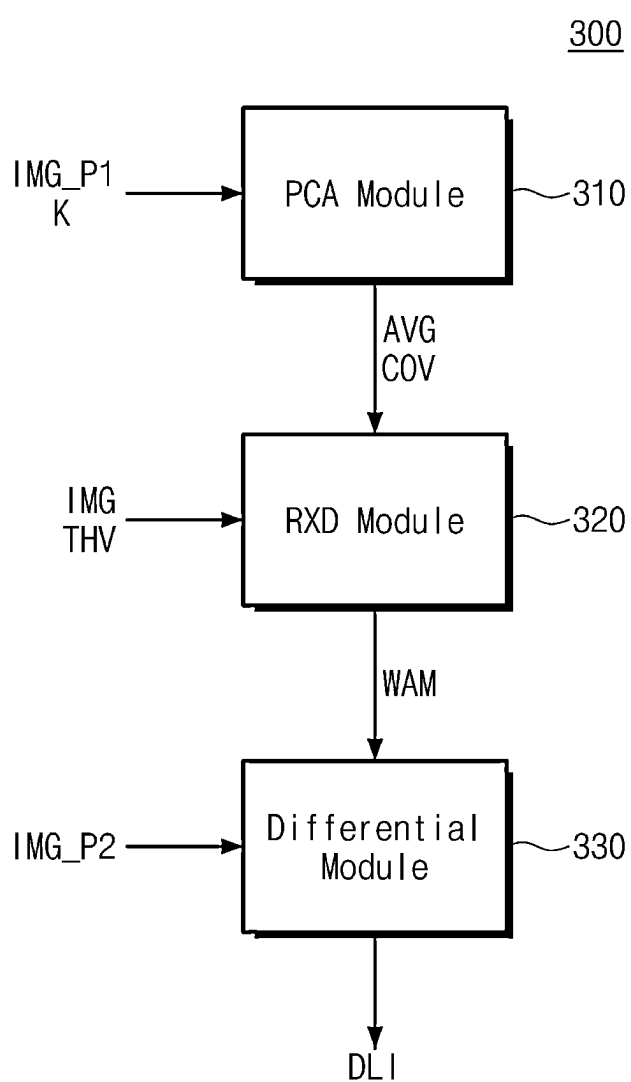 300
IMG_P1
K
PCA Module
310
AVG
COV
IMG
THV
RXD Module
320
WAM
IMG_P2
Differential
Module
330
DLI